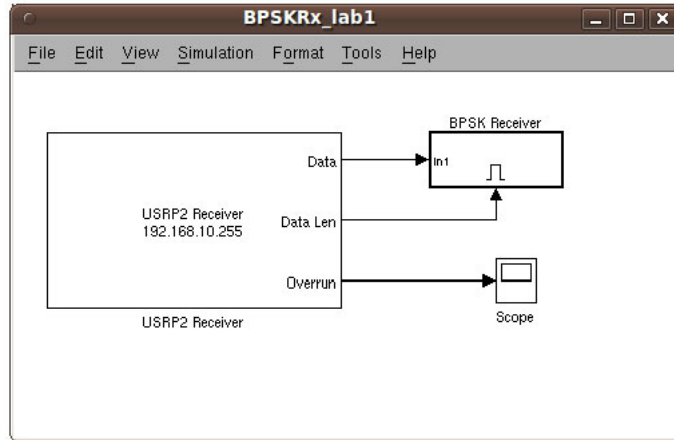 BPSKRx_lab1
File Edit View Simulation Format Tools Help
BPSK Receiver
Data
In1
USRP2 Receiver
192.168.10.255
Data Len
Overrun
USRP2 Receiver
Scope